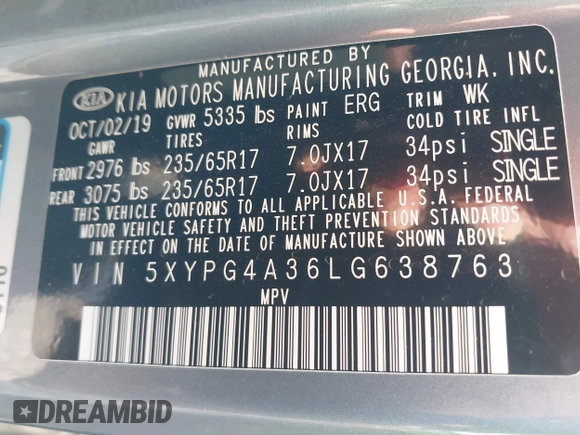 MANUFACTURED BY
KIA KIA MOTORS MANUFACTURING GEORGIA, INC.
OCT/02/19 GVWR 5335 lbs PAINT ERG TRIM WK
GAWR TIRES RIMS COLD TIRE INFL
FRONT 2976 lbs 235/65R17 7.0JX17 34psi SINGLE
REAR 3075 lbs 235/65R17 7.0JX17 34psi SINGLE
THIS VEHICLE CONFORMS TO ALL APPLICABLE U.S.A. FEDERAL
MOTOR VEHICLE SAFETY AND THEFT PREVENTION STANDARDS
IN EFFECT ON THE DATE OF MANUFACTURE SHOWN ABOVE.
VIN 5XYPG4A36LG638763
MPV
DREAMBID